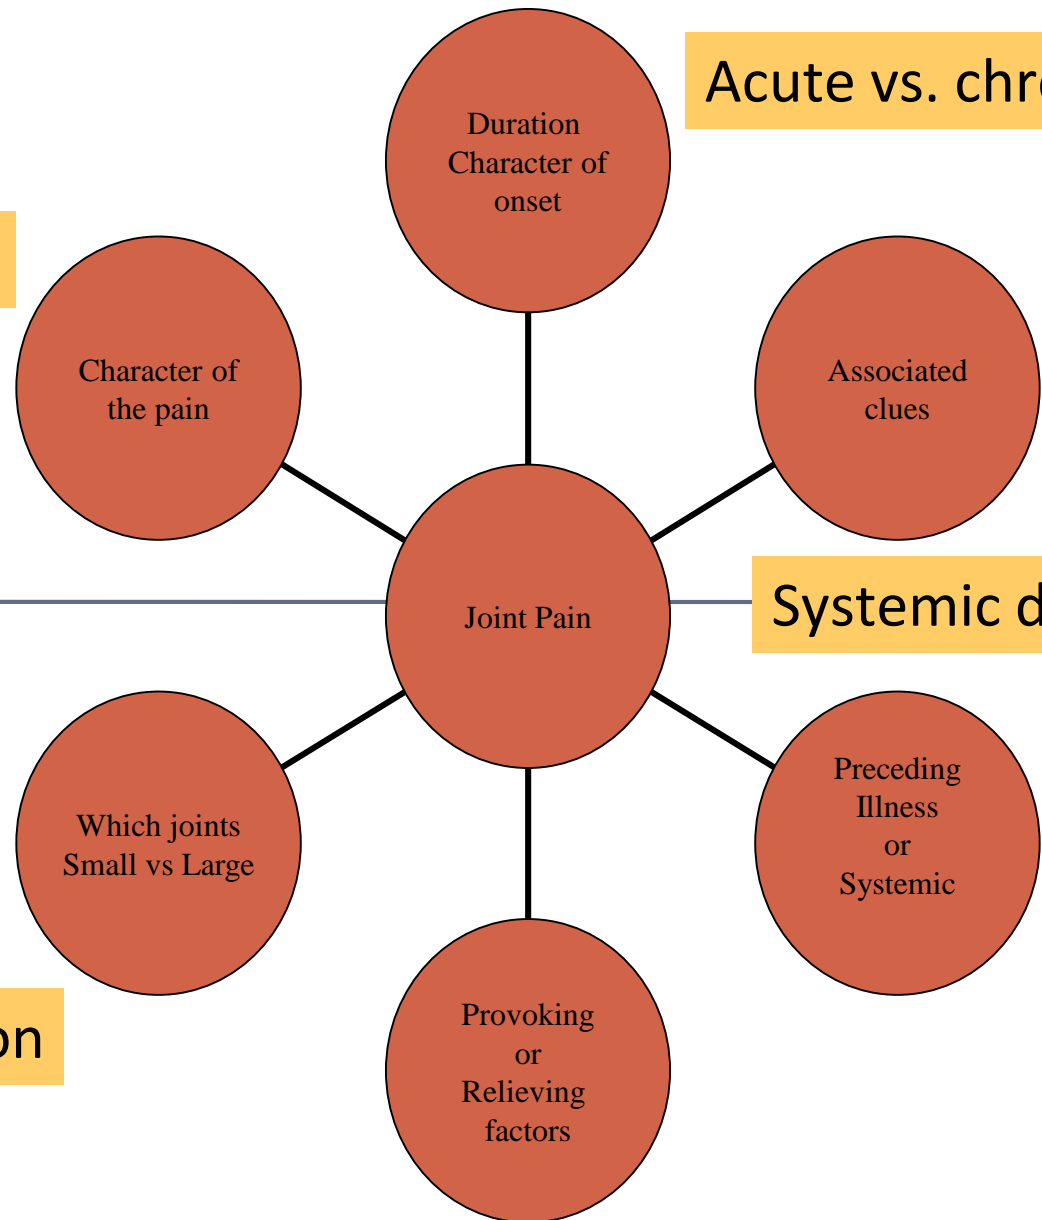 Acute vs. chr
Duration
Character of
onset
Character of
the pain
Associated
clues
Joint Pain
Systemic d
Which joints
Small vs Large
Preceding
Illness
or
Systemic
Provoking
or
Relieving
factors
on